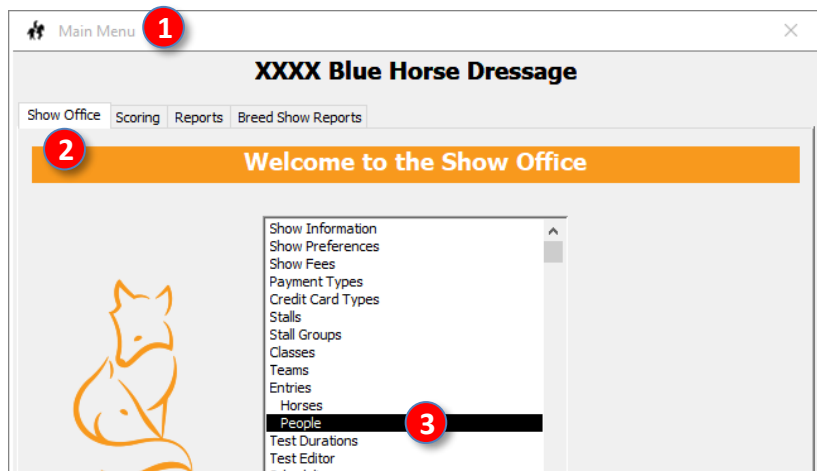 Main Menu 1
XXXX Blue Horse Dressage
Show Office Scoring Reports Breed Show Reports
2
Welcome to the Show Office
Show Information
Show Preferences
Show Fees
Payment Types
Credit Card Types
Stalls
Stall Groups
Classes
Teams
Entries
Horses
People 3
Test Durations
Test Editor